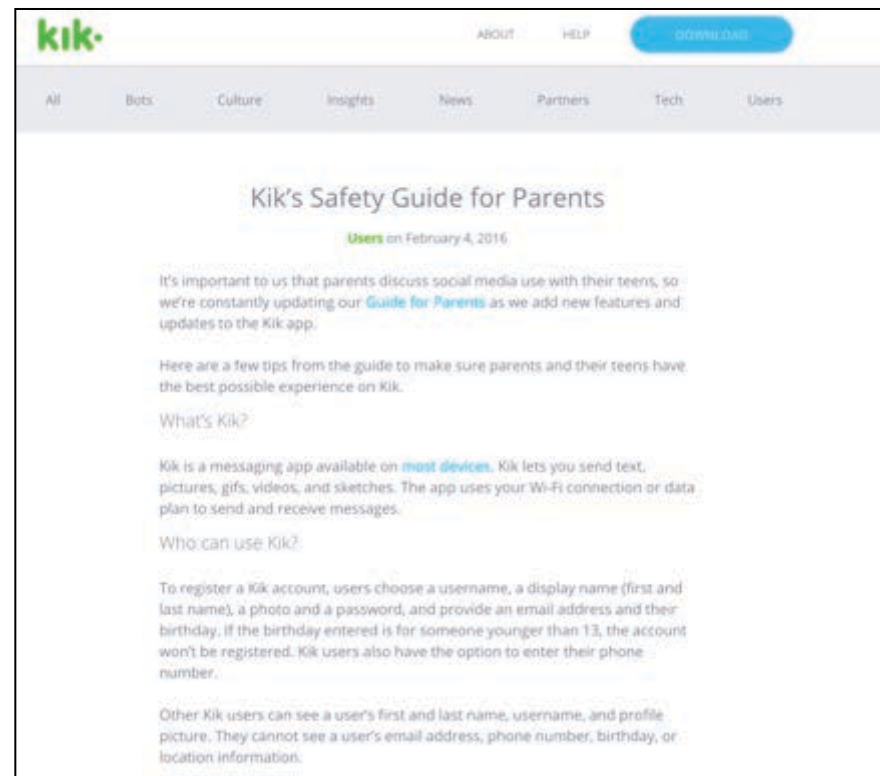 kik·
ABOUT HELP DOWNLOAD
All Bots Culture Insights News Partners Tech Users
Kik's Safety Guide for Parents
Users on February 4, 2016
It's important to us that parents discuss social media use with their teens, so
we're constantly updating our Guide for Parents as we add new features and
updates to the Kik app.
Here are a few tips from the guide to make sure parents and their teens have
the best possible experience on Kik.
What's Kik?
Kik is a messaging app available on most devices. Kik lets you send text,
pictures, gifs, videos, and sketches. The app uses your Wi-Fi connection or data
plan to send and receive messages.
Who can use Kik?
To register a Kik account, users choose a username, a display name (first and
last name), a photo and a password, and provide an email address and their
birthday. If the birthday entered is for someone younger than 13, the account
won't be registered. Kik users also have the option to enter their phone
number.
Other Kik users can see a user's first and last name, username, and profile
picture. They cannot see a user's email address, phone number, birthday, or
location information.